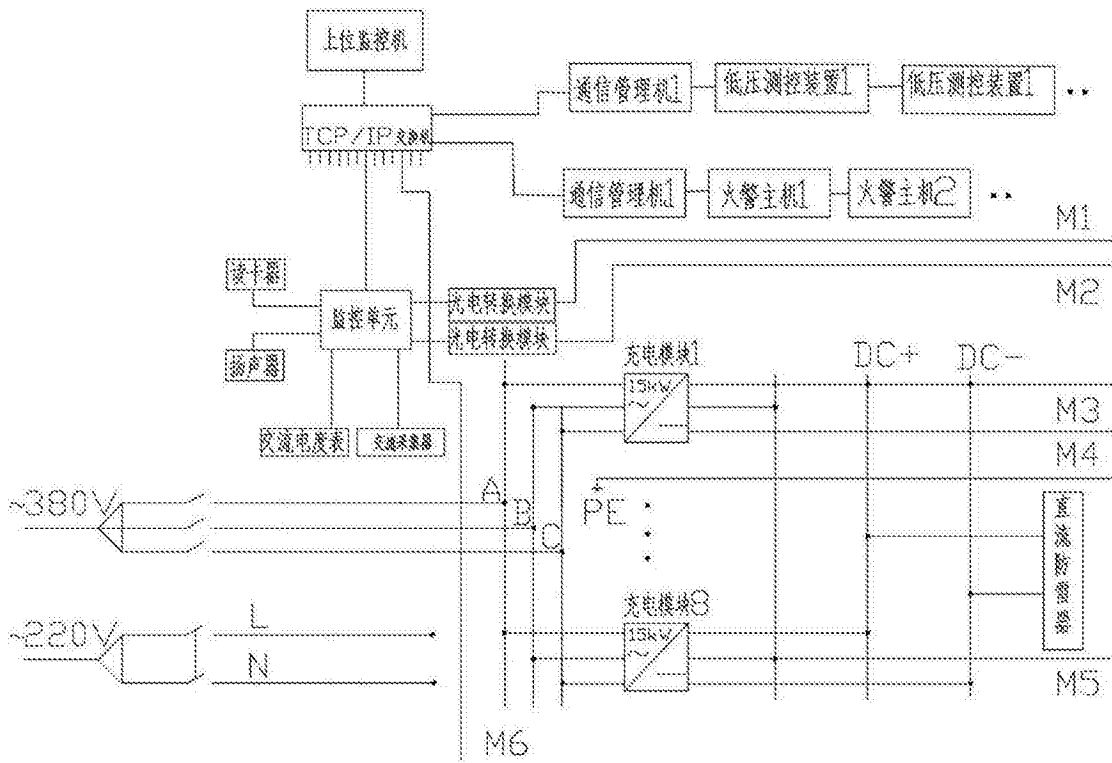 上位监控机
TCP/IP交换机
通信管理机1
低压测控装置1
低压测控装置1
通信管理机1
火警主机1
火警主机2
M1
M2
读卡器
监控单元
光电转换模块
光电转换模块
扬声器
交流电度表
充电模块1
15kW
DC+
DC-
M3
M4
~380V
A
B
C
PE
直流防雷器
充电模块8
15kW
~220V
L
N
M5
M6